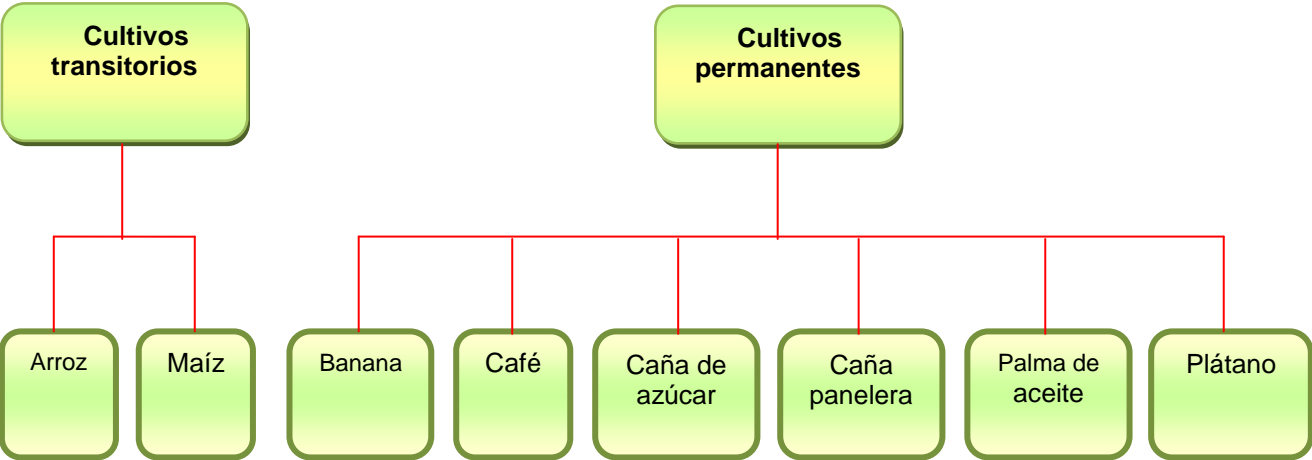 Cultivos
transitorios
Cultivos
permanentes
Arroz
Maíz
Banana
Café
Caña de
azúcar
Caña
panelera
Palma de
aceite
Plátano